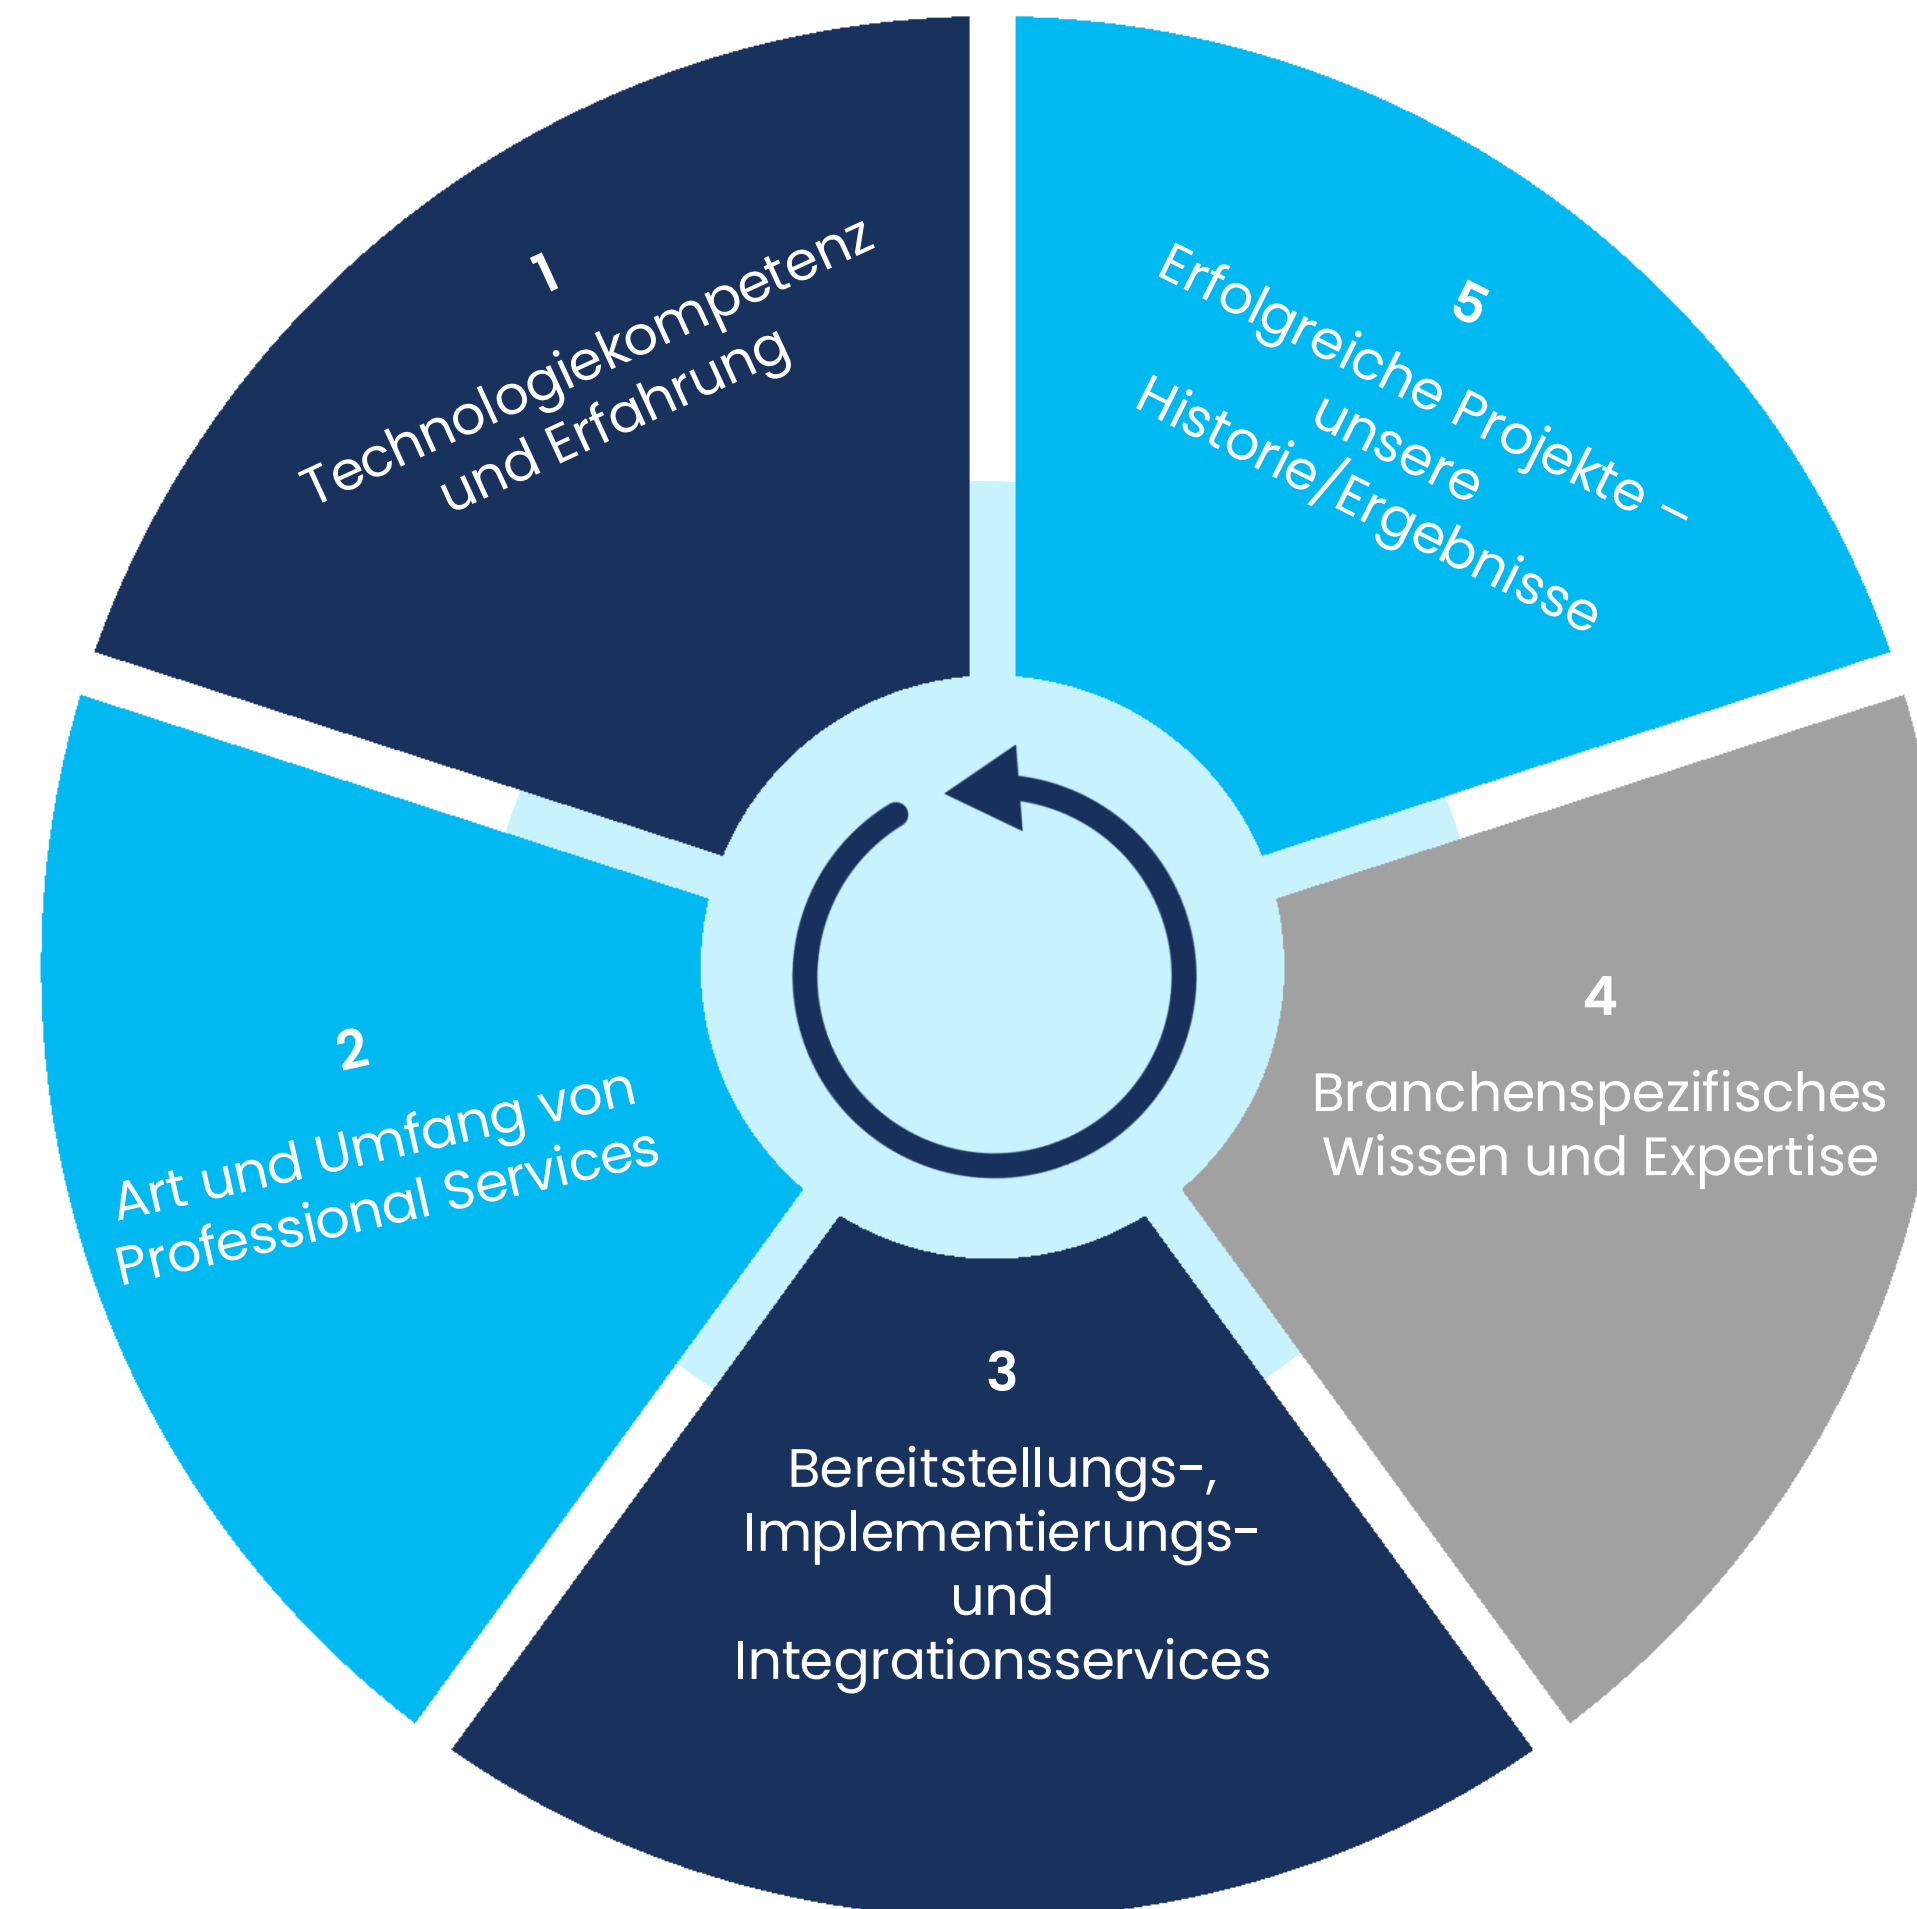 1
Technologiekompetenz
und Erfahrung
2
Art und Umfang von
Professional Services
3
Bereitstellungs-,
Implementierungs-
und
Integrationsservices
4
Branchenspezifisches
Wissen und Expertise
5
Erfolgreiche Projekte –
unsere
Historie/Ergebnisse